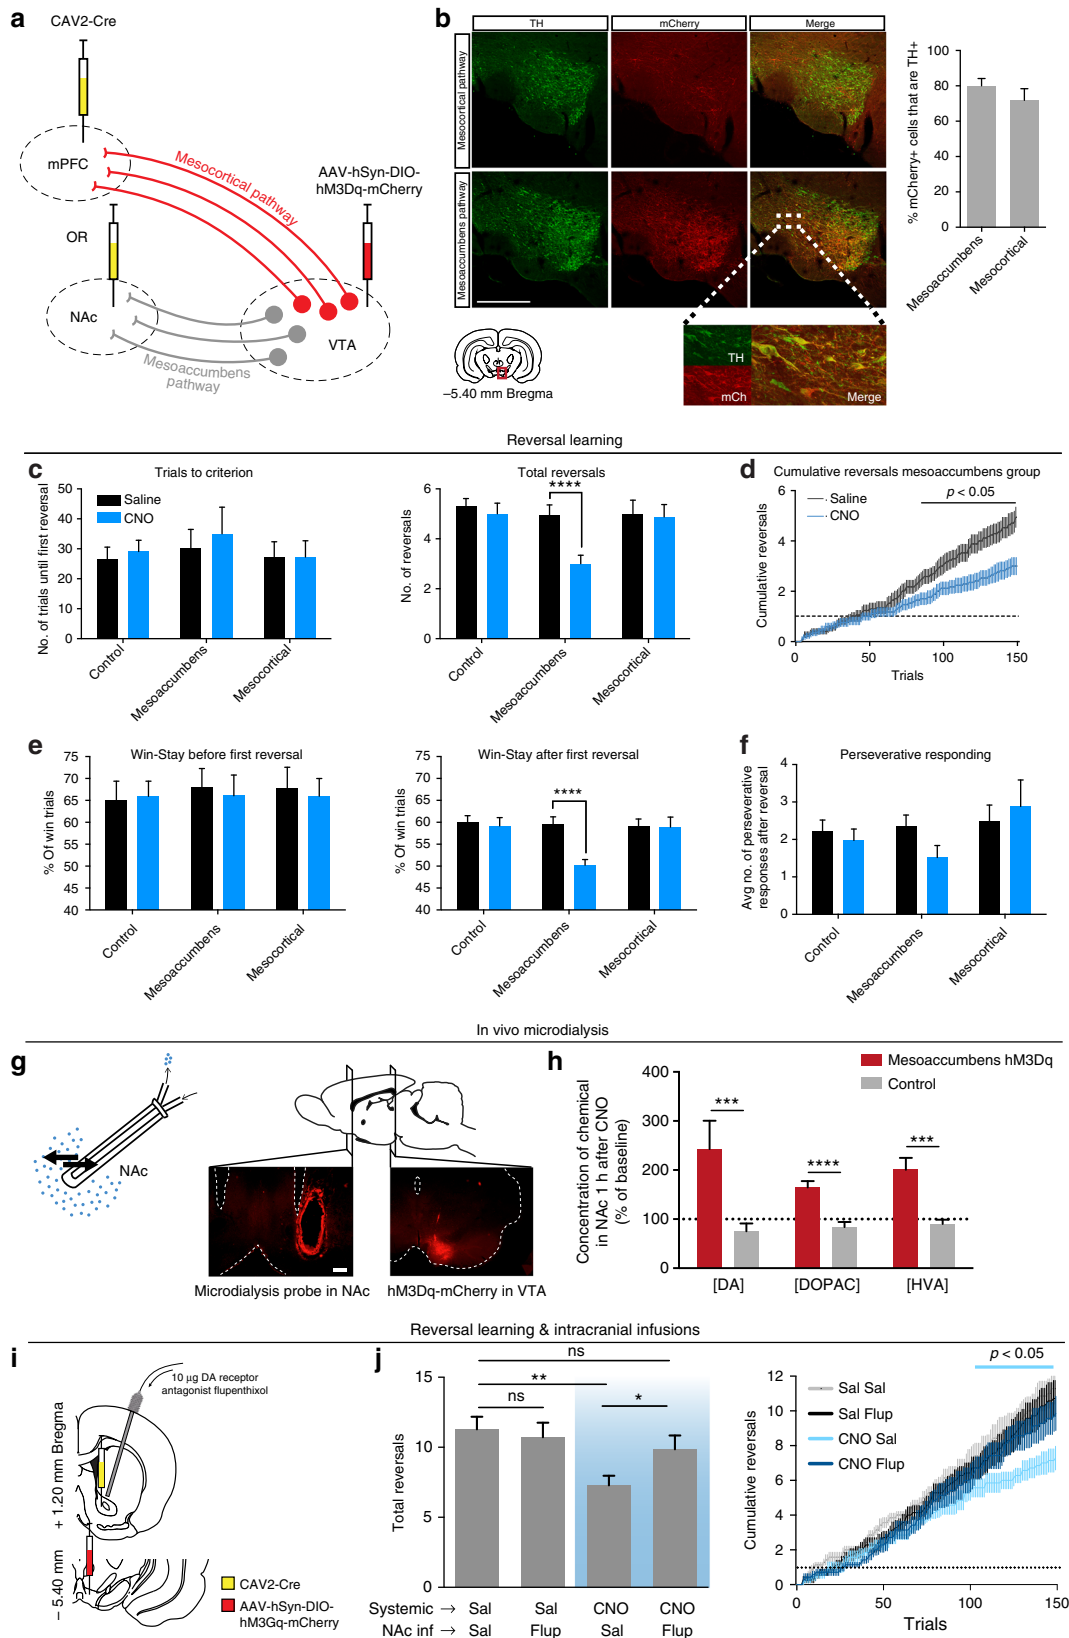 a
CAV2-Cre
mPFC
Mesocortical pathway
AAV-hSyn-DIO-
hM3Dq-mCherry
OR
NAc
VTA
Mesoaccumbens
pathway
b
TH
mCherry
Merge
Mesocortical pathway
Mesoaccumbens pathway
TH
mCh
Merge
−5.40 mm Bregma
% mCherry+ cells that are TH+
100
80
60
40
20
0
Mesoaccumbens
Mesocortical
Reversal learning
c
Trials to criterion
No. of trials until first reversal
50
40
30
20
10
0
Saline
CNO
Control
Mesoaccumbens
Mesocortical
Total reversals
No. of reversals
6
4
2
0
****
Control
Mesoaccumbens
Mesocortical
d
Cumulative reversals mesoaccumbens group
Cumulative reversals
6
4
2
0
Saline
CNO
p < 0.05
0
50
100
150
Trials
e
Win-Stay before first reversal
% Of win trials
75
70
65
60
55
50
45
40
Control
Mesoaccumbens
Mesocortical
Win-Stay after first reversal
% Of win trials
75
70
65
60
55
50
45
40
****
Control
Mesoaccumbens
Mesocortical
f
Perseverative responding
Avg no. of perseverative
responses after reversal
4
3
2
1
0
Control
Mesoaccumbens
Mesocortical
In vivo microdialysis
g
NAc
Microdialysis probe in NAc
hM3Dq-mCherry in VTA
h
Mesoaccumbens hM3Dq
Control
Concentration of chemical
in NAc 1 h after CNO
(% of baseline)
400
300
200
100
0
***
****
***
[DA]
[DOPAC]
[HVA]
Reversal learning & intracranial infusions
i
10 µg DA receptor
antagonist flupenthixol
+ 1.20 mm Bregma
− 5.40 mm
CAV2-Cre
AAV-hSyn-DIO-
hM3Gq-mCherry
j
Total reversals
15
10
5
0
ns
**
ns
*
Systemic → Sal Sal CNO CNO
NAc inf → Sal Flup Sal Flup
Cumulative reversals
12
10
8
6
4
2
0
Sal Sal
Sal Flup
CNO Sal
CNO Flup
p < 0.05
0
50
100
150
Trials